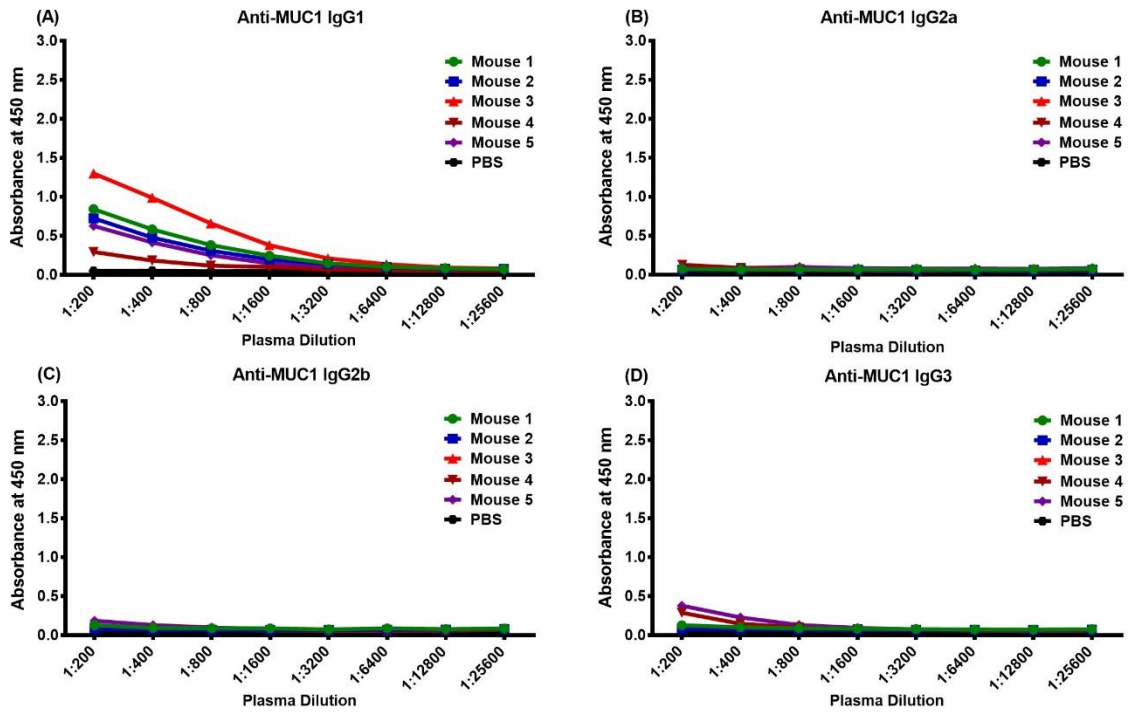 (A) Anti-MUC1 IgG1
3.0
2.5
2.0
1.5
1.0
0.5
0.0
Absorbance at 450 nm
Mouse 1
Mouse 2
Mouse 3
Mouse 4
Mouse 5
PBS
1:200 1:400 1:800 1:1600 1:3200 1:6400 1:12800 1:25600
Plasma Dilution
(B) Anti-MUC1 IgG2a
3.0
2.5
2.0
1.5
1.0
0.5
0.0
Absorbance at 450 nm
Mouse 1
Mouse 2
Mouse 3
Mouse 4
Mouse 5
PBS
1:200 1:400 1:800 1:1600 1:3200 1:6400 1:12800 1:25600
Plasma Dilution
(C) Anti-MUC1 IgG2b
3.0
2.5
2.0
1.5
1.0
0.5
0.0
Absorbance at 450 nm
Mouse 1
Mouse 2
Mouse 3
Mouse 4
Mouse 5
PBS
1:200 1:400 1:800 1:1600 1:3200 1:6400 1:12800 1:25600
Plasma Dilution
(D) Anti-MUC1 IgG3
3.0
2.5
2.0
1.5
1.0
0.5
0.0
Absorbance at 450 nm
Mouse 1
Mouse 2
Mouse 3
Mouse 4
Mouse 5
PBS
1:200 1:400 1:800 1:1600 1:3200 1:6400 1:12800 1:25600
Plasma Dilution